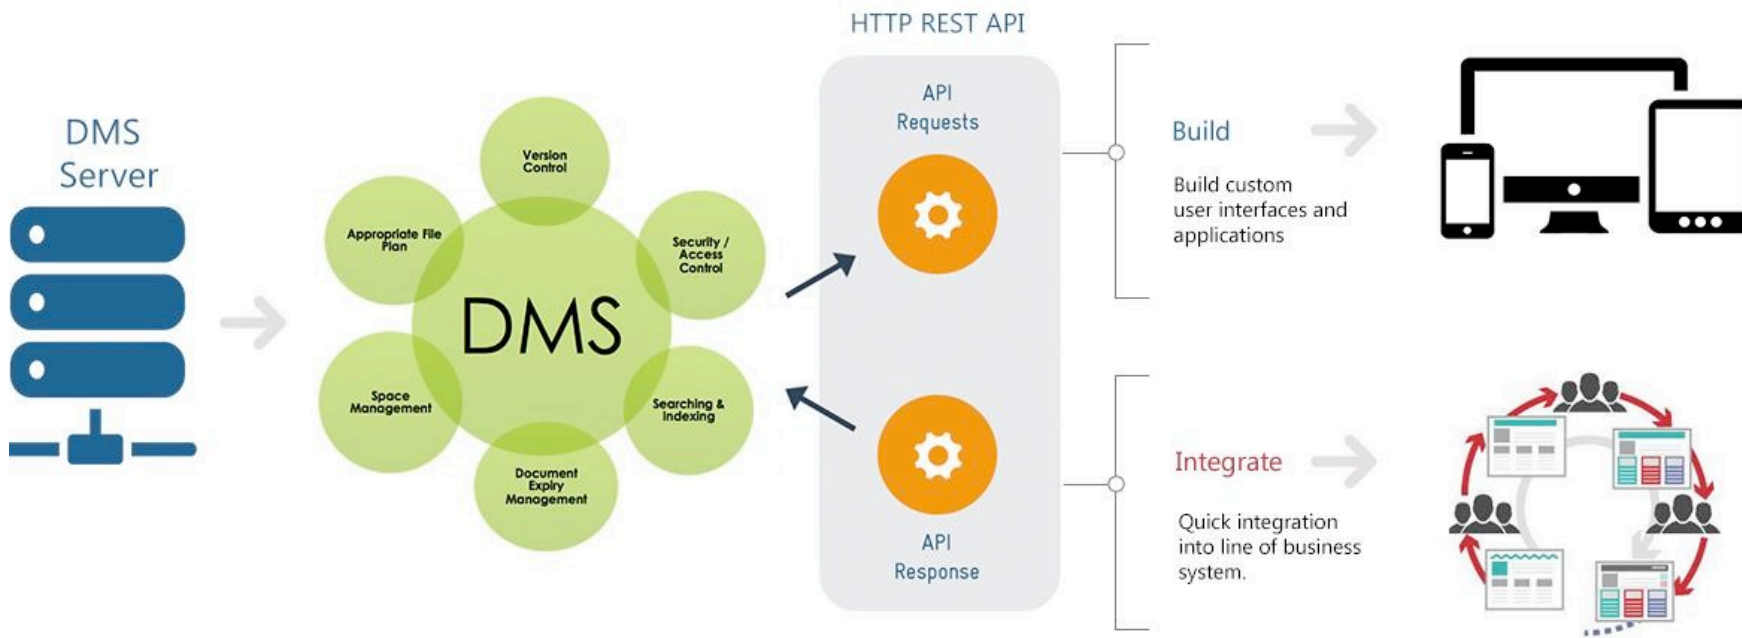 HTTP REST API
DMS
Server
Version
Control
Appropriate File
Plan
Security /
Access
Control
DMS
Space
Management
Searching &
Indexing
Document
Expiry
Management
API
Requests
API
Response
Build
Build custom
user interfaces and
applications
Integrate
Quick integration
into line of business
system.